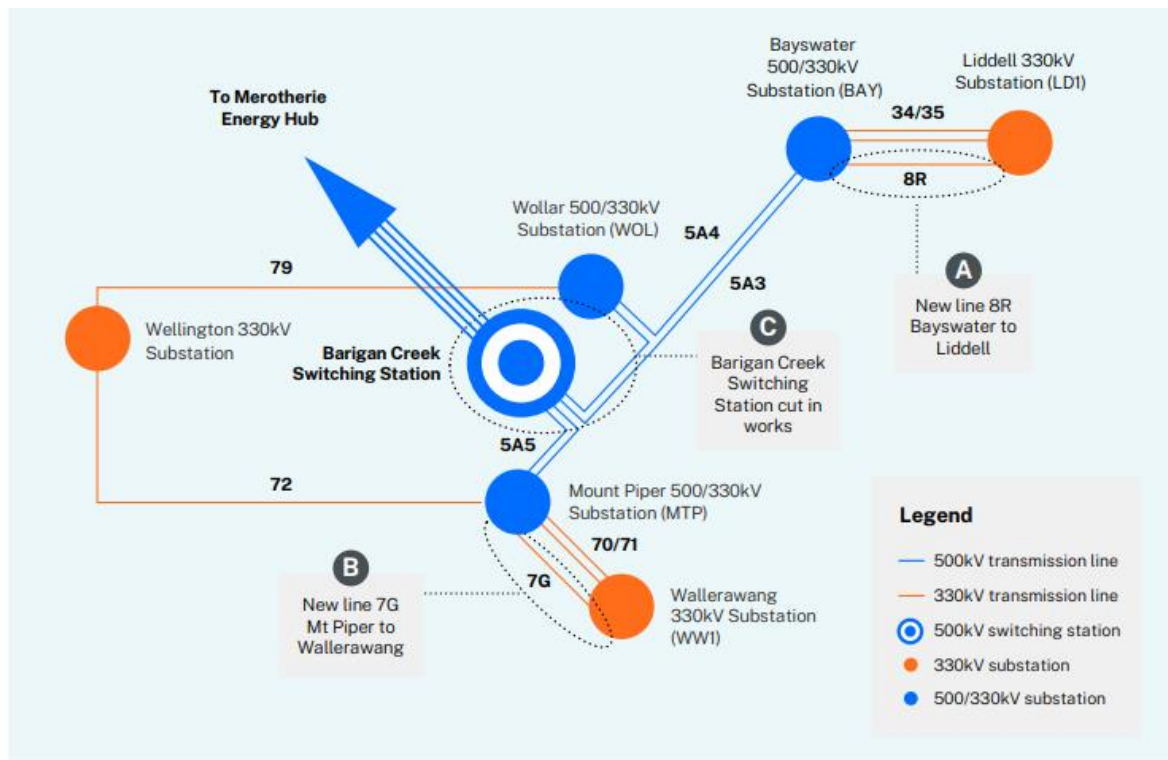 Bayswater
500/330kV
Substation (BAY)
Liddell 330kV
Substation (LD1)
To Merotherie
Energy Hub
34/35
8R
Wollar 500/330kV
Substation (WOL)
5A4
79
5A3
A
New line 8R
Bayswater to
Liddell
Wellington 330kV
Substation
Barigan Creek
Switching Station
C
Barigan Creek
Switching
Station cut in
works
5A5
72
Mount Piper 500/330kV
Substation (MTP)
70/71
B
New line 7G
Mt Piper to
Wallerawang
7G
Wallerawang
330kV Substation
(WW1)
Legend
500kV transmission line
330kV transmission line
500kV switching station
330kV substation
500/330kV substation